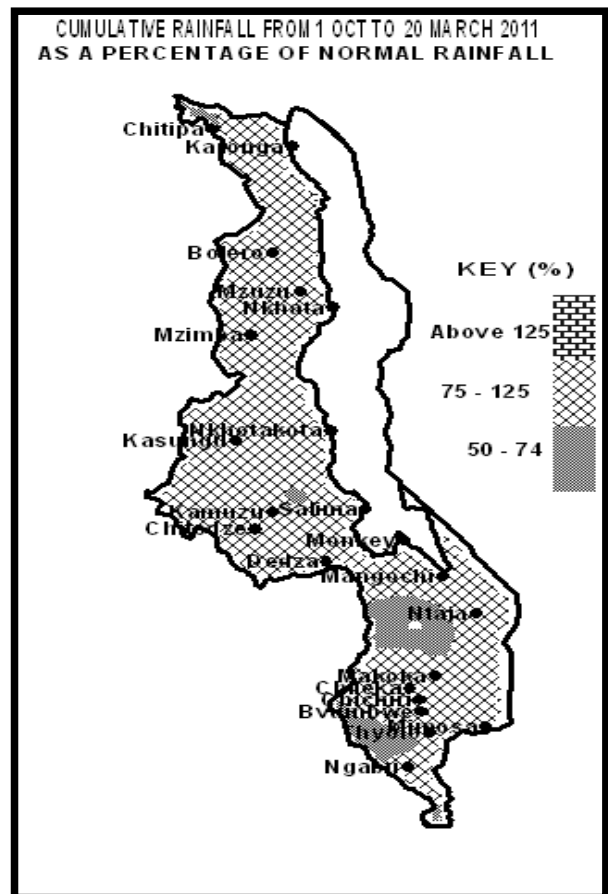 CUMULATIVE RAINFALL FROM 1 OCT TO 20 MARCH 2011
AS A PERCENTAGE OF NORMAL RAINFALL
Chitipa
Karonga
Bolero
KEY (%)
Mzuzu
Nkhata
Above 125
Mzimba
75 - 125
Nkhotakota
Kasungu
50 - 74
Kamuzu
Salima
Chitedze
Monkey
Dedza
Mangochi
Ntaja
Makoka
Chileka
Chichiri
Bvumbwe
Mimosa
Thyolo
Ngabu